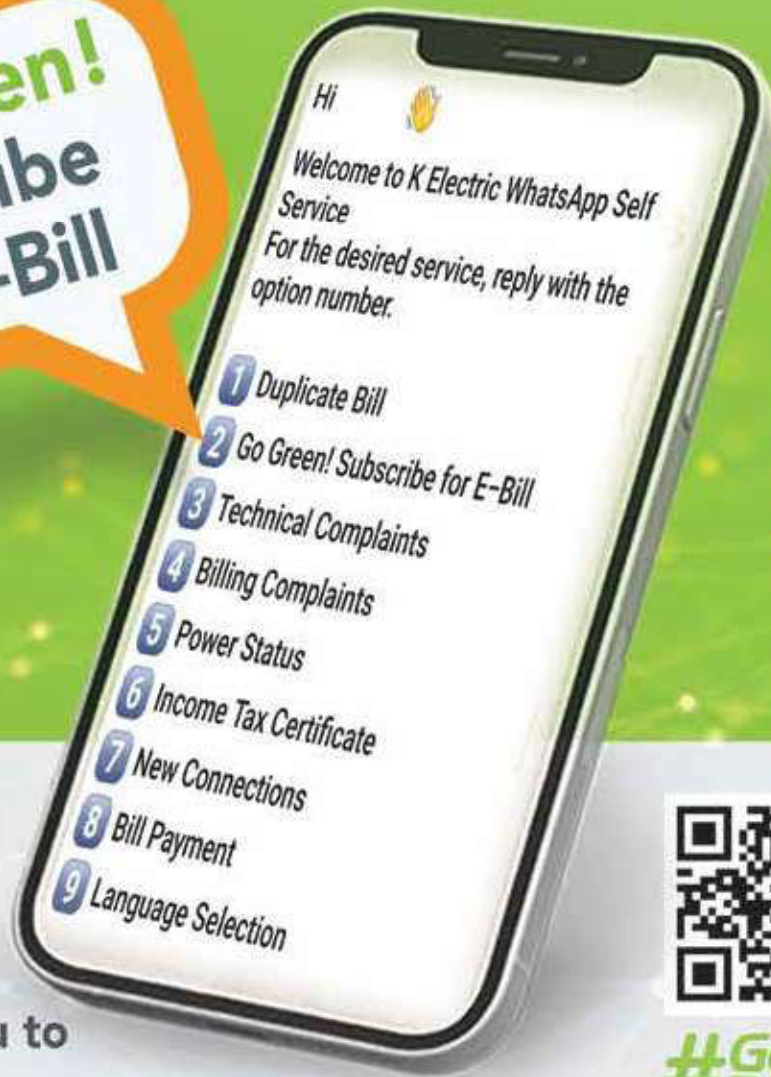 en!
Bill
Hi 👋
Welcome to K Electric WhatsApp Self
Service
For the desired service, reply with the
option number.
1 Duplicate Bill
2 Go Green! Subscribe for E-Bill
3 Technical Complaints
4 Billing Complaints
5 Power Status
6 Income Tax Certificate
7 New Connections
8 Bill Payment
9 Language Selection
to